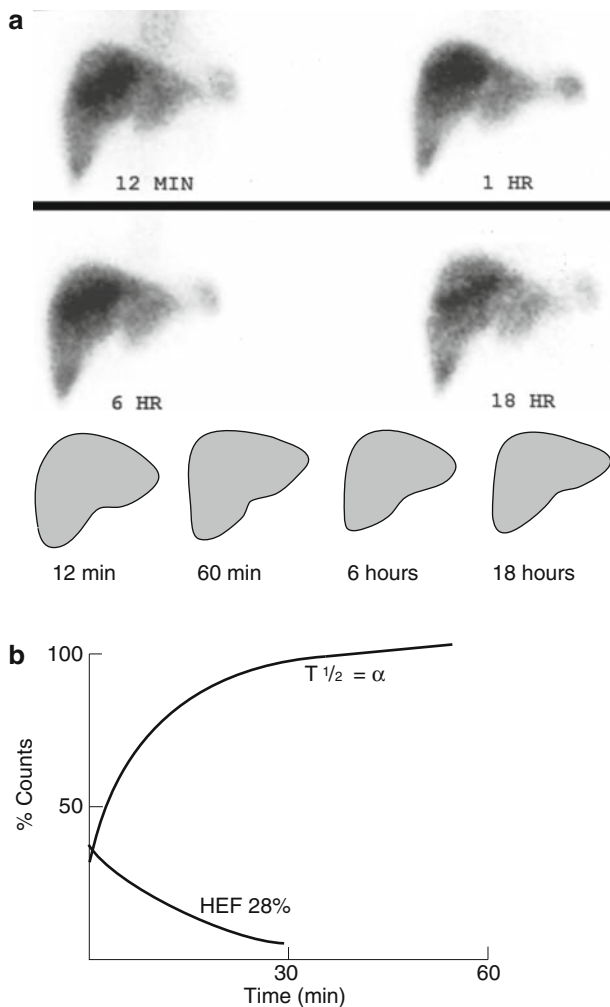 a
12 MIN 1 HR
6 HR 18 HR
12 min 60 min 6 hours 18 hours
b
100
T 1/2 = α
% Counts
50
HEF 28%
30 60
Time (min)